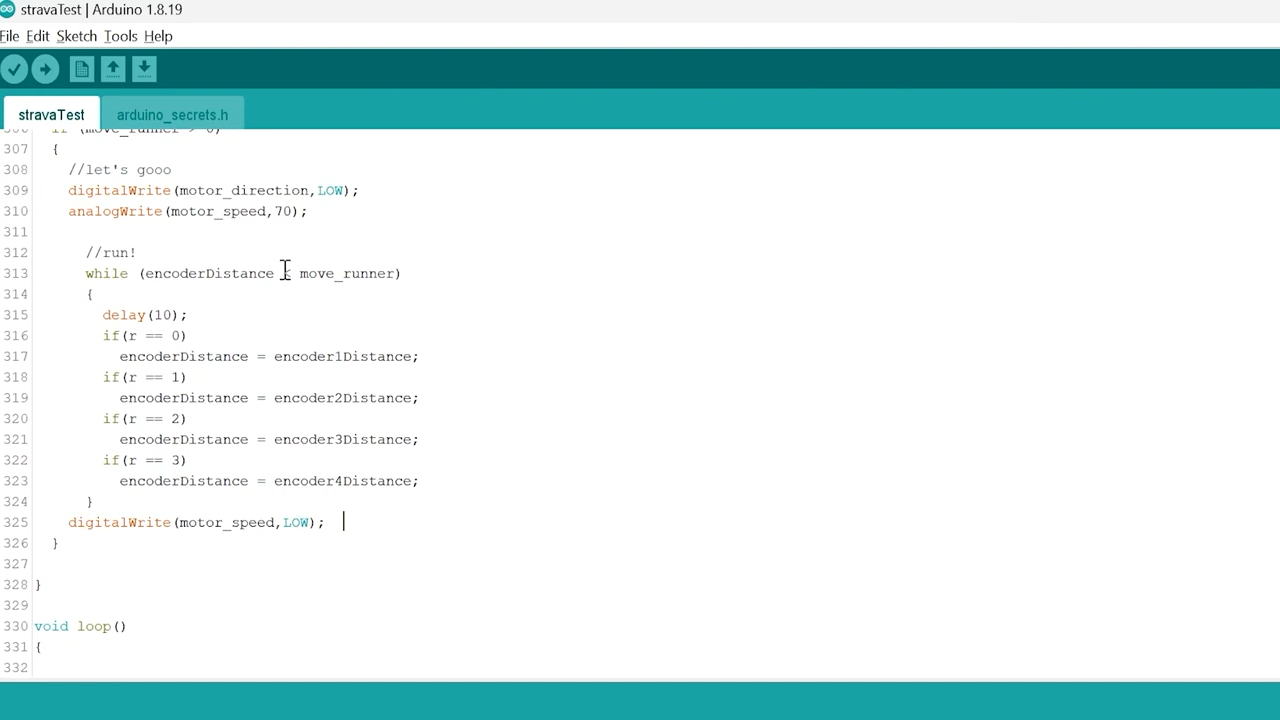 stravaTest | Arduino 1.8.19
File Edit Sketch Tools Help
stravaTest arduino_secrets.h
306 if (move_runner > 0)
307 {
308 //let's gooo
309 digitalWrite(motor_direction,LOW);
310 analogWrite(motor_speed,70);
311
312 //run!
313 while (encoderDistance < move_runner)
314 {
315 delay(10);
316 if(r == 0)
317 encoderDistance = encoder1Distance;
318 if(r == 1)
319 encoderDistance = encoder2Distance;
320 if(r == 2)
321 encoderDistance = encoder3Distance;
322 if(r == 3)
323 encoderDistance = encoder4Distance;
324 }
325 digitalWrite(motor_speed,LOW);
326 }
327
328 }
329
330 void loop()
331 {
332